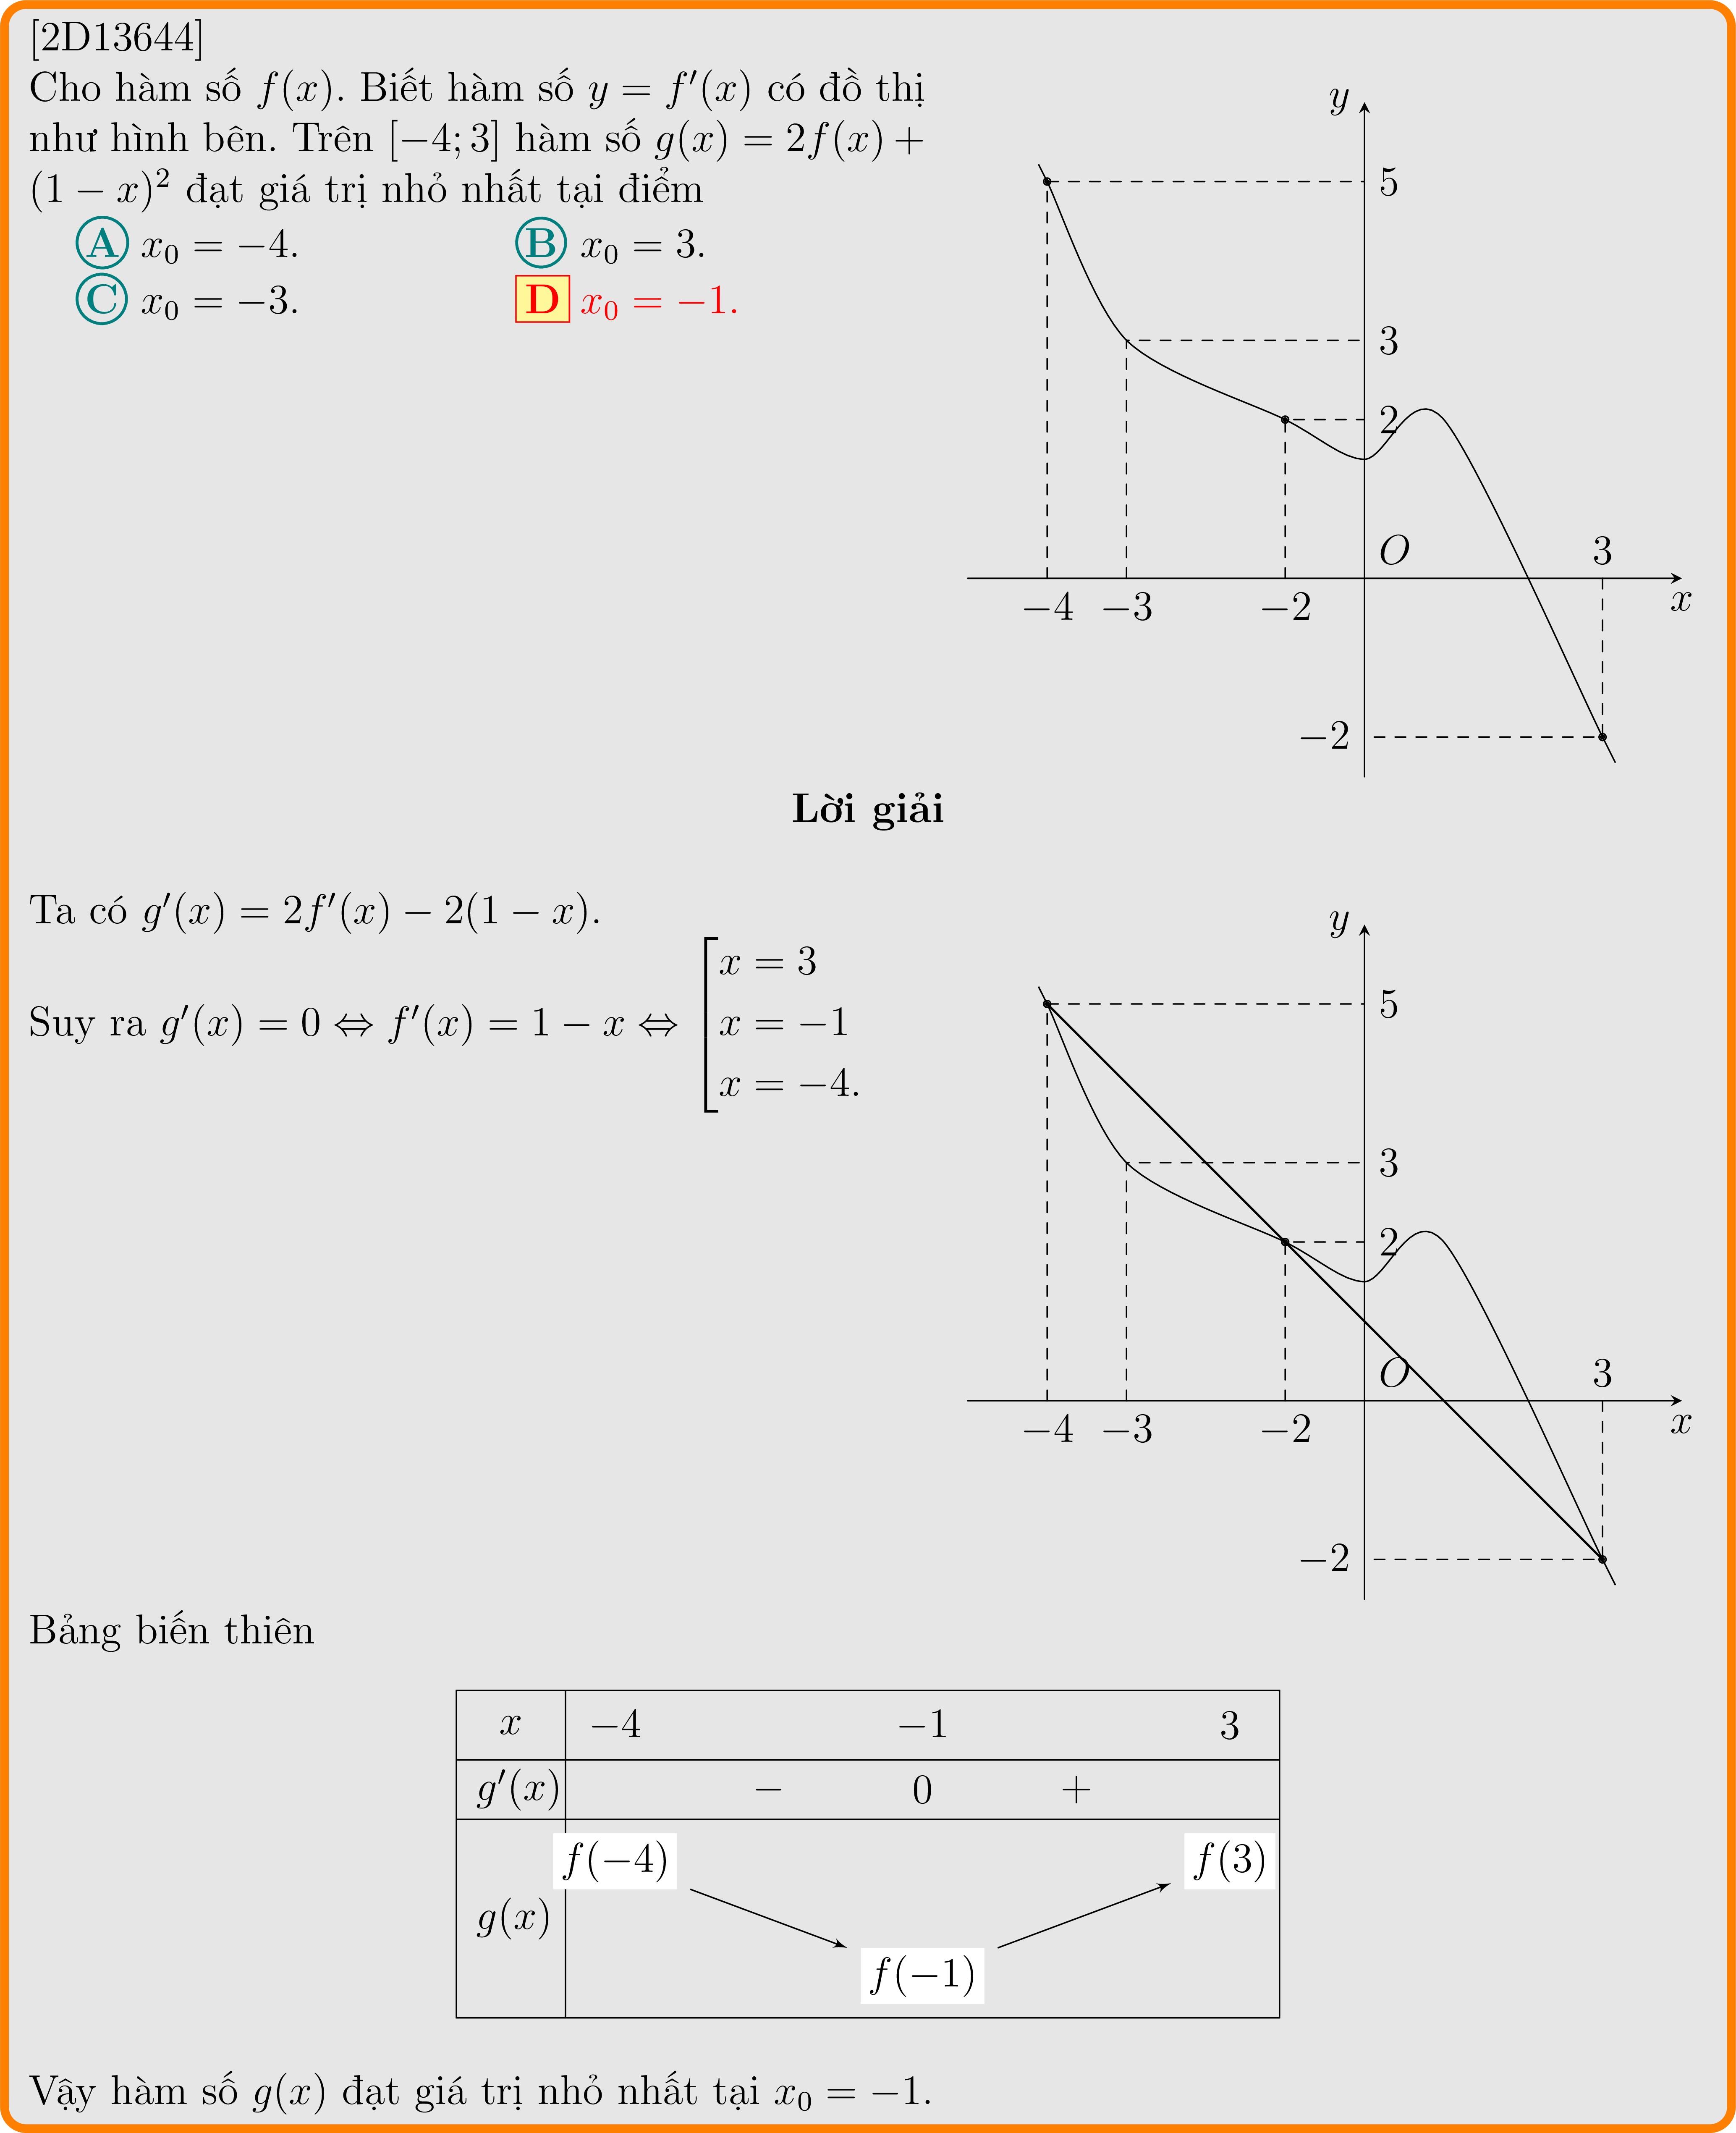 [2D13644]
Cho hàm số f(x). Biết hàm số y = f′(x) có đồ thị
như hình bên. Trên [−4; 3] hàm số g(x) = 2f(x) +
(1 − x)² đạt giá trị nhỏ nhất tại điểm
A x₀ = −4. B x₀ = 3.
C x₀ = −3. D x₀ = −1.
y
5
3
2
O 3
−4 −3 −2 x
−2
Lời giải
Ta có g′(x) = 2f′(x) − 2(1 − x).
Suy ra g′(x) = 0 ⇔ f′(x) = 1 − x ⇔ [
x = 3
x = −1
x = −4.
y
5
3
2
O 3
−4 −3 −2 x
−2
Bảng biến thiên
x −4 −1 3
g′(x) − 0 +
f(−4) f(3)
g(x)
f(−1)
Vậy hàm số g(x) đạt giá trị nhỏ nhất tại x₀ = −1.